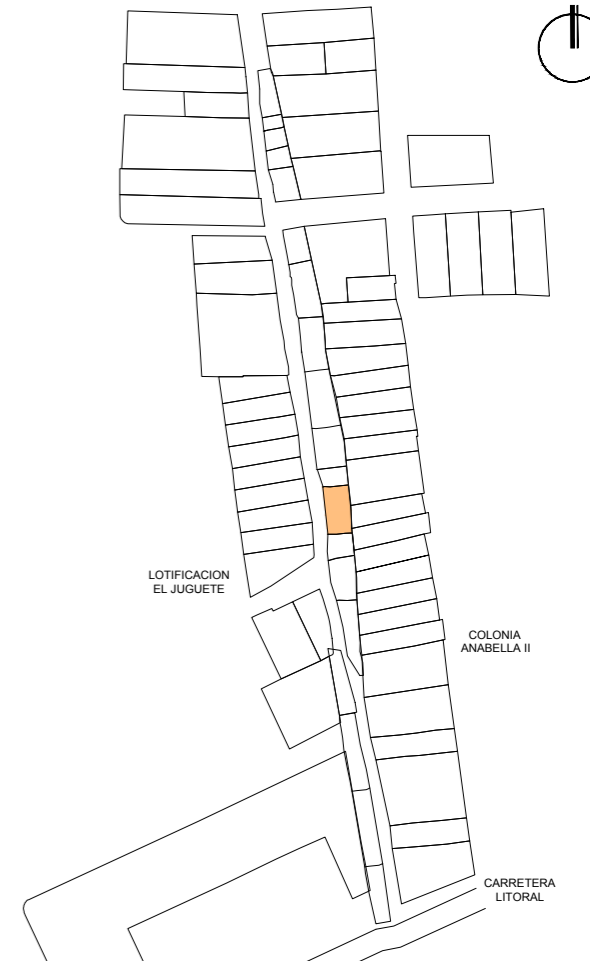 LOTIFICACION
EL JUGUETE
COLONIA
ANABELLA II
CARRETERA
LITORAL